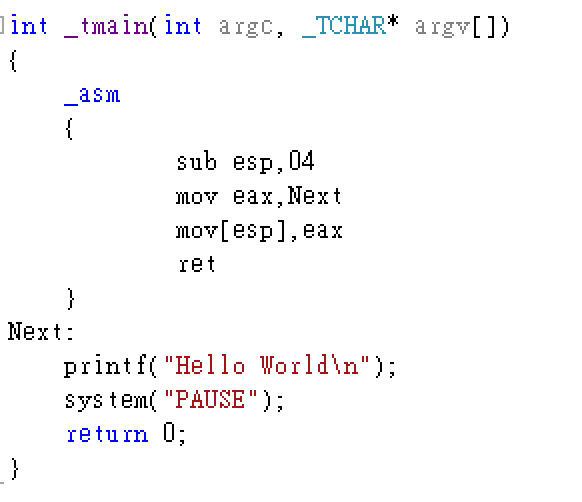 int _tmain(int argc, _TCHAR* argv[])
{
    _asm
    {
            sub esp,04
            mov eax,Next
            mov[esp],eax
            ret
    }
Next:
    printf("Hello World\n");
    system("PAUSE");
    return 0;
}